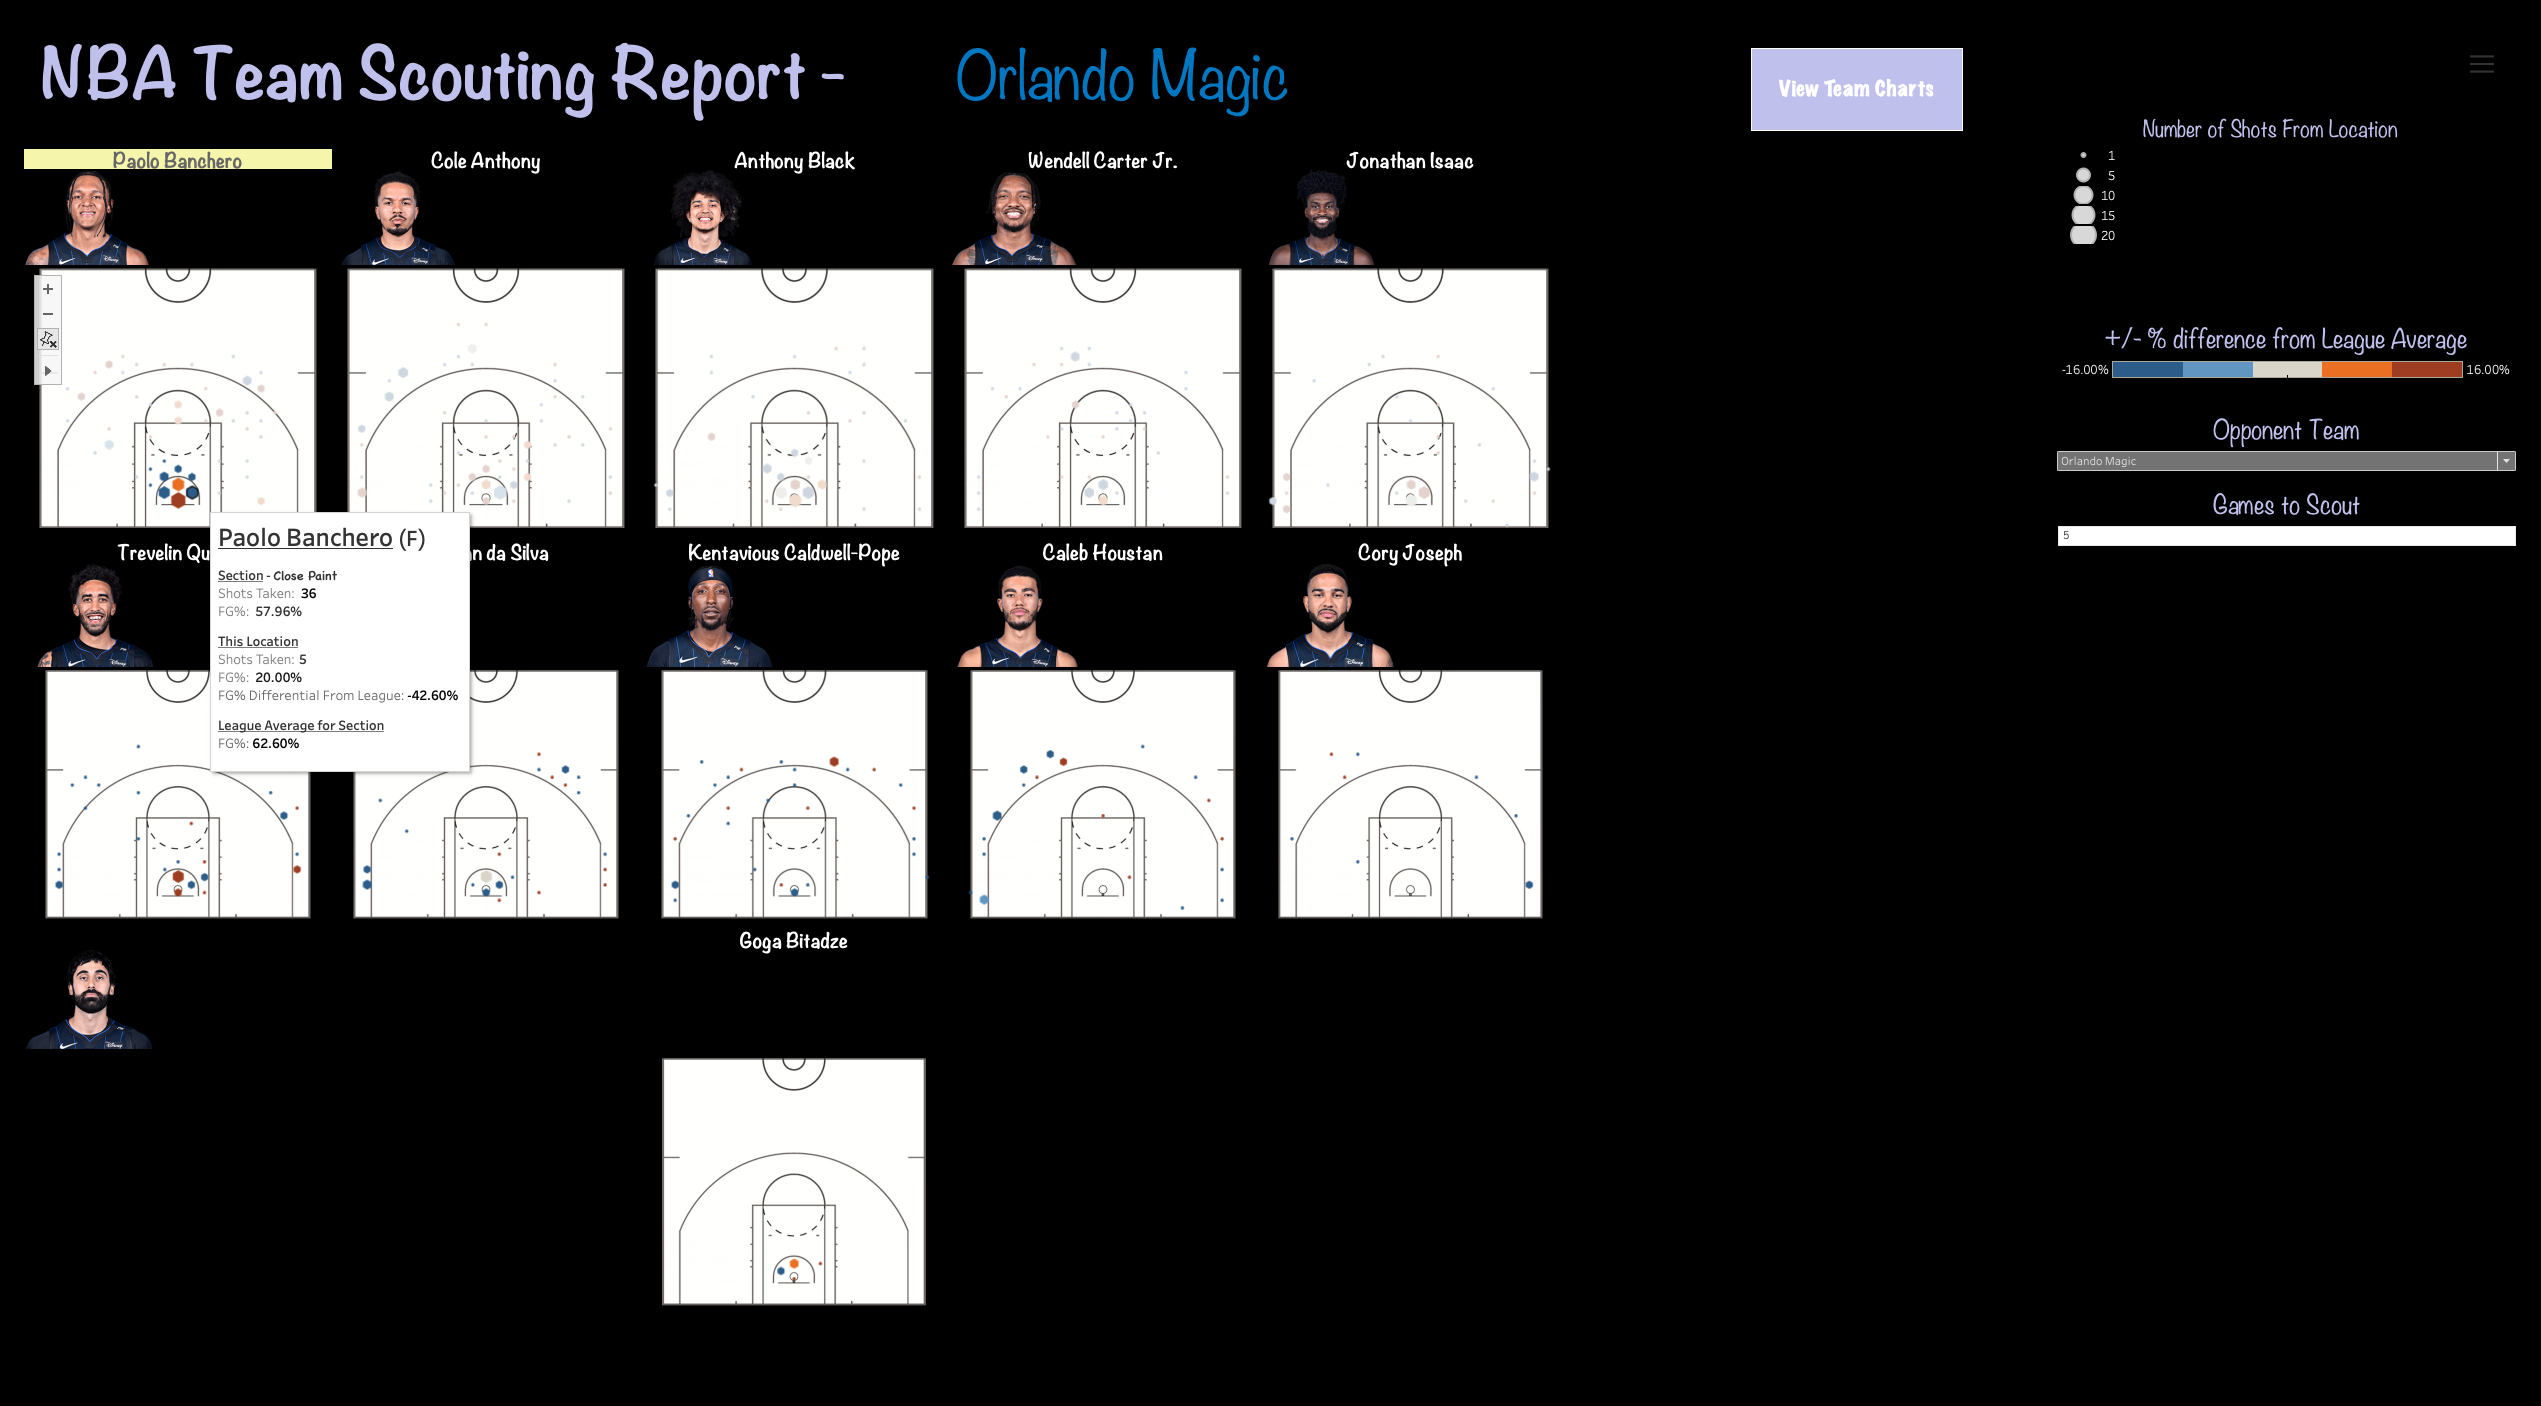 NBA Team Scouting Report - Orlando Magic
View Team Charts
Number of Shots From Location
1
5
10
15
20
+/- % difference from League Average
-16.00% 16.00%
Opponent Team
Orlando Magic
Games to Scout
5
Paolo Banchero Cole Anthony Anthony Black Wendell Carter Jr. Jonathan Isaac
Trevelin Qu n da Silva Kentavious Caldwell-Pope Caleb Houstan Cory Joseph
Paolo Banchero (F)
Section - Close Paint
Shots Taken: 36
FG%: 57.96%
This Location
Shots Taken: 5
FG%: 20.00%
FG% Differential From League: -42.60%
League Average for Section
FG%: 62.60%
Goga Bitadze